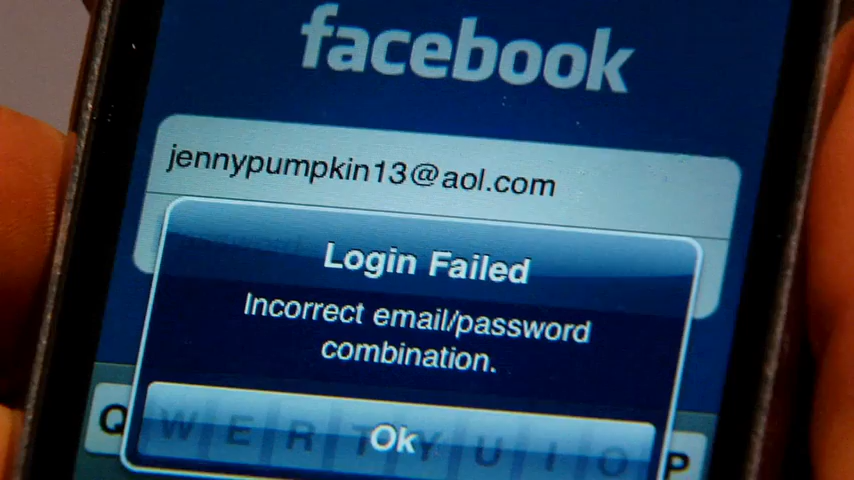 facebook
jennypumpkin13@aol.com
Login Failed
Incorrect email/password
combination.
Ok
Q W E R T Y U I O P